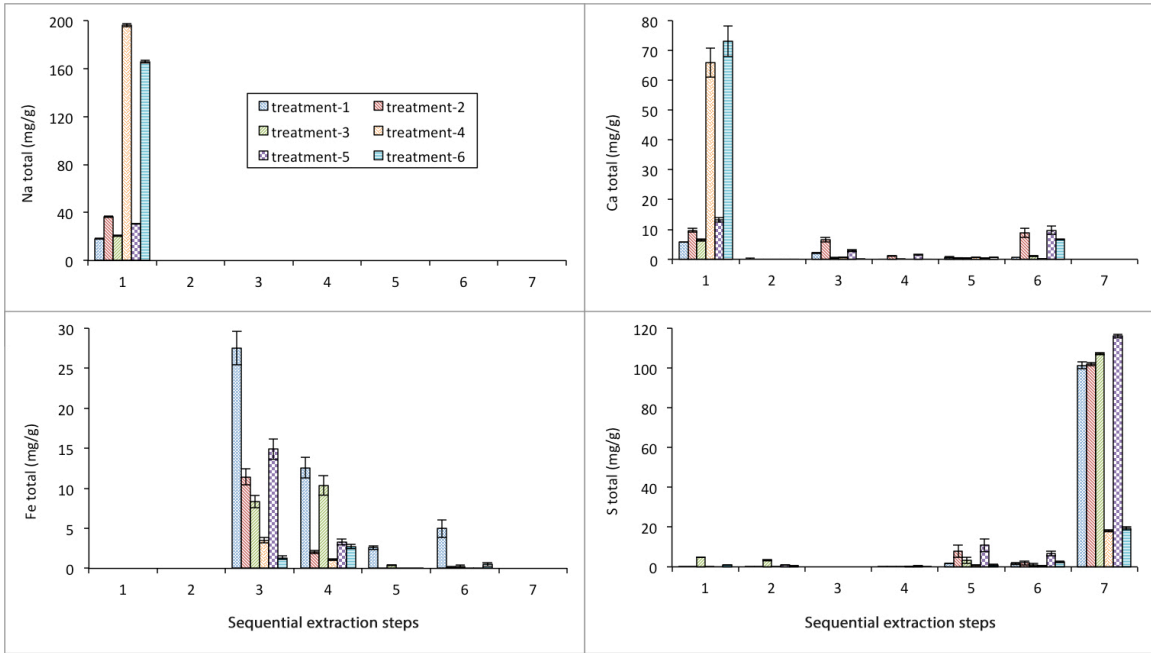 Na total (mg/g)
200
160
120
80
40
0
1 2 3 4 5 6 7
treatment-1 treatment-2
treatment-3 treatment-4
treatment-5 treatment-6
Ca total (mg/g)
80
70
60
50
40
30
20
10
0
1 2 3 4 5 6 7
Fe total (mg/g)
30
25
20
15
10
5
0
1 2 3 4 5 6 7
Sequential extraction steps
S total (mg/g)
120
100
80
60
40
20
0
1 2 3 4 5 6 7
Sequential extraction steps